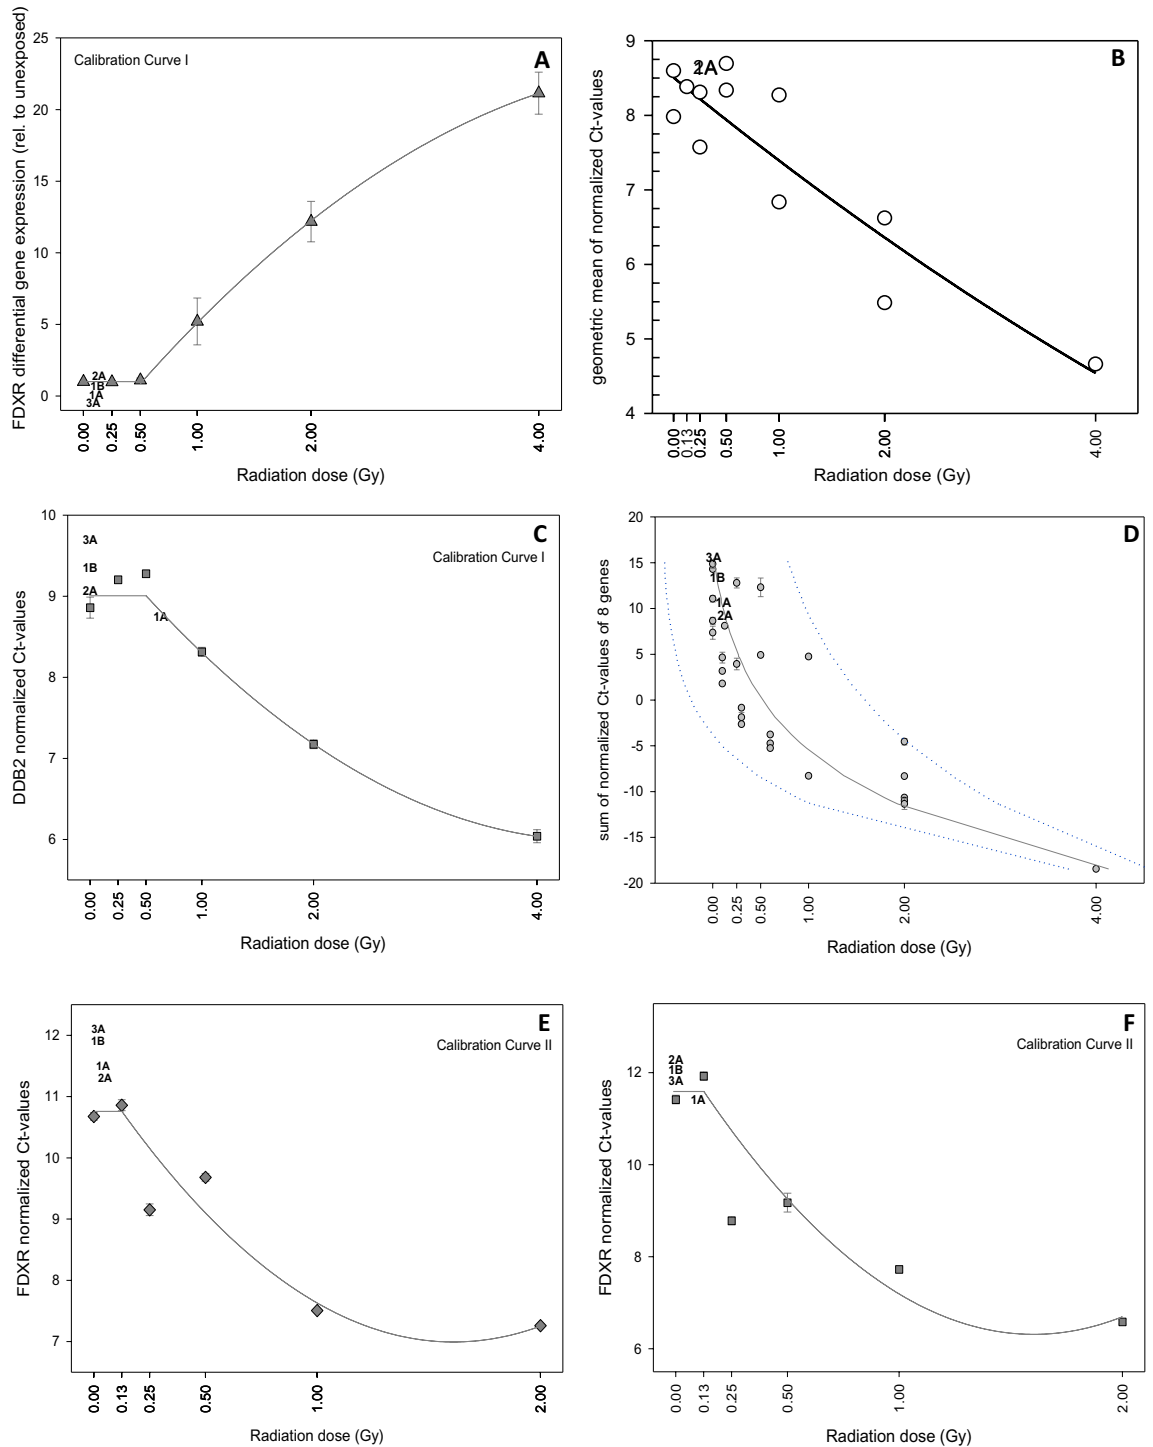 FDXR differential gene expression (rel. to unexposed)
Calibration Curve I
A
25
20
15
10
5
0
2A
1B
1A
3A
0.00
0.25
0.50
1.00
2.00
4.00
Radiation dose (Gy)
geometric mean of normalized Ct-values
B
9
8
7
6
5
4
2A
0.00
0.13
0.25
0.50
1.00
2.00
4.00
Radiation dose (Gy)
DDB2 normalized Ct-values
C
Calibration Curve I
10
9
8
7
6
3A
1B
2A
1A
0.00
0.25
0.50
1.00
2.00
4.00
Radiation dose (Gy)
sum of normalized Ct-values of 8 genes
D
20
15
10
5
0
-5
-10
-15
-20
3A
1B
1A
2A
0.00
0.25
0.50
1.00
2.00
4.00
Radiation dose (Gy)
FDXR normalized Ct-values
E
Calibration Curve II
12
11
10
9
8
7
3A
1B
1A
2A
0.00
0.13
0.25
0.50
1.00
2.00
Radiation dose (Gy)
FDXR normalized Ct-values
F
Calibration Curve II
12
10
8
6
2A
1B
3A
1A
0.00
0.13
0.25
0.50
1.00
2.00
Radiation dose (Gy)